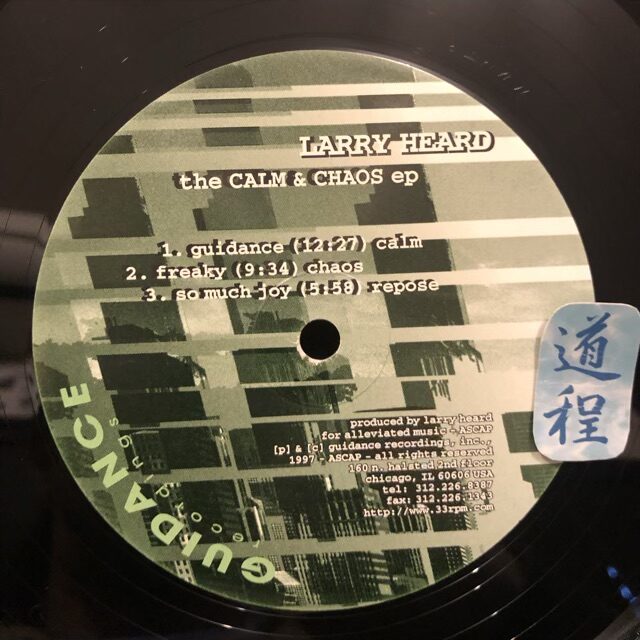 LARRY HEARD
the CALM & CHAOS ep
1. guidance (12:27) calm
2. freaky (9:34) chaos
3. so much joy (5:58) repose
道程
produced by larry heard
for alleviated music - ASCAP
[p] & [c] guidance recordings, inc.,
1997 - ASCAP - all rights reserved
160 n. halsted 2nd floor
chicago, IL 60606 USA
tel: 312.226.8387
fax: 312.226.1943
http://www.33rpm.com
GUIDANCE
recordings